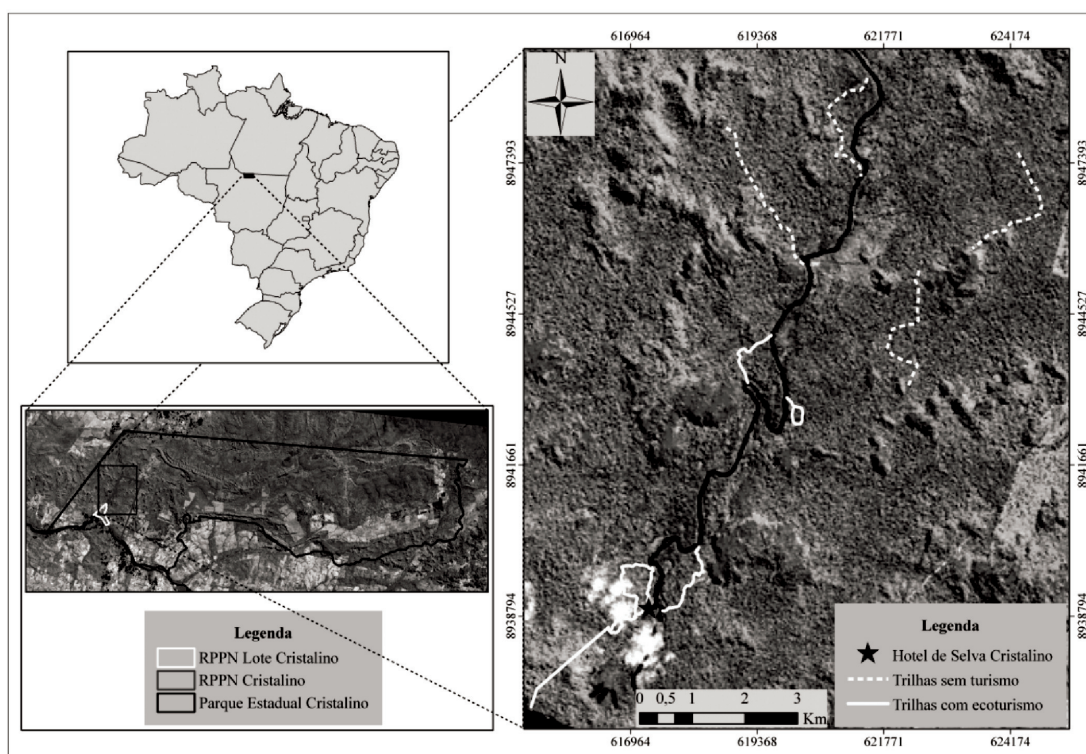 616964
619368
621771
624174
N
8947393
8944527
8941661
8938794
8947393
8944527
8941661
8938794
Legenda
RPPN Lote Cristalino
RPPN Cristalino
Parque Estadual Cristalino
Legenda
Hotel de Selva Cristalino
Trilhas sem turismo
Trilhas com ecoturismo
0 0,5 1 2 3
Km
616964
619368
621771
624174